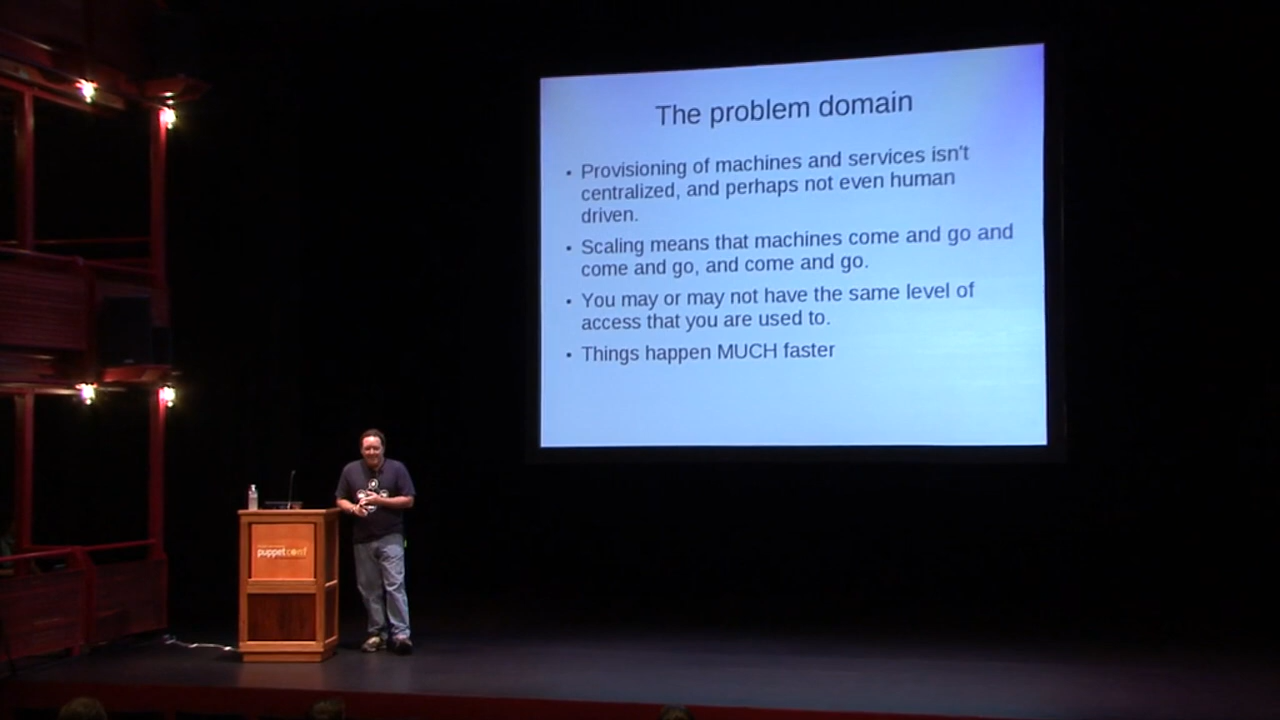 The problem domain
• Provisioning of machines and services isn't
centralized, and perhaps not even human
driven.
• Scaling means that machines come and go and
come and go, and come and go.
• You may or may not have the same level of
access that you are used to.
• Things happen MUCH faster
puppetconf